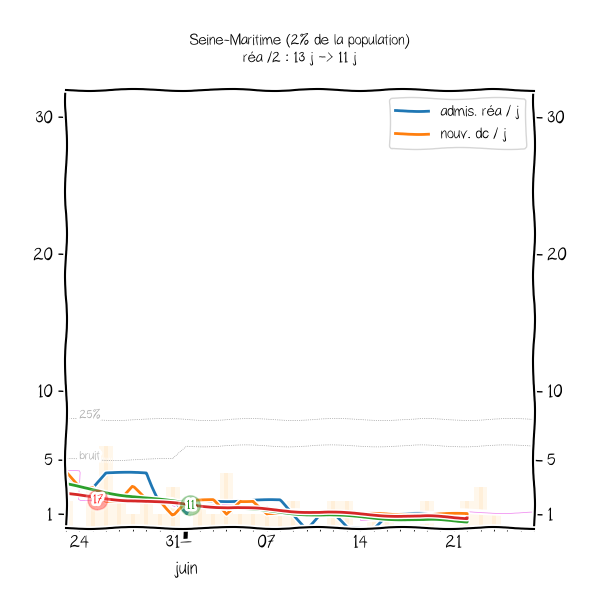 Seine-Maritime (2% de la population)
réa /2 : 13 j -> 11 j
admis. réa / j
nouv. dc / j
30 30
20 20
10 10
25%
bruit
5 5
17 11
1 1
24 31 07 14 21
juin